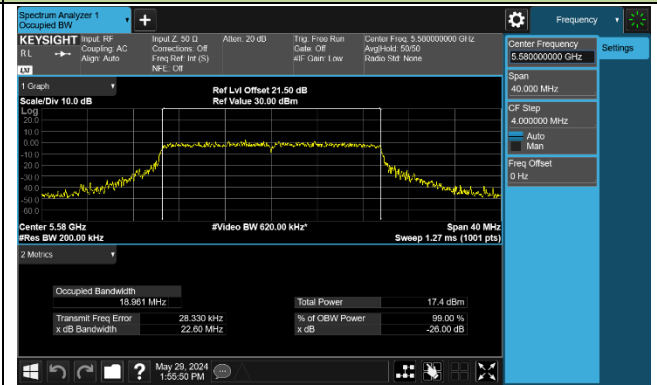 Spectrum Analyzer 1
Occupied BW
Frequency
KEYSIGHT
Input: RF
Input Z: 50 Ω
Atten: 20 dB
Trig: Free Run
Center Freq: 5.580000000 GHz
RL
Coupling: AC
Corrections: Off
Gate: Off
Avg|Hold: 50/50
Align: Auto
Freq Ref: Int (S)
#IF Gain: Low
Radio Std: None
LXI
NFE: Off
Center Frequency
5.580000000 GHz
Settings
Span
40.000 MHz
CF Step
4.000000 MHz
Auto
Man
Freq Offset
0 Hz
1 Graph
Ref Lvl Offset 21.50 dB
Scale/Div 10.0 dB
Ref Value 30.00 dBm
Log
20.0
10.0
0.00
-10.0
-20.0
-30.0
-40.0
-50.0
-60.0
Center 5.58 GHz
#Video BW 620.00 kHz*
Span 40 MHz
#Res BW 200.00 kHz
Sweep 1.27 ms (1001 pts)
2 Metrics
Occupied Bandwidth
18.961 MHz
Total Power
17.4 dBm
Transmit Freq Error
28.330 kHz
% of OBW Power
99.00 %
x dB Bandwidth
22.60 MHz
x dB
-26.00 dB
?
May 29, 2024
1:55:50 PM